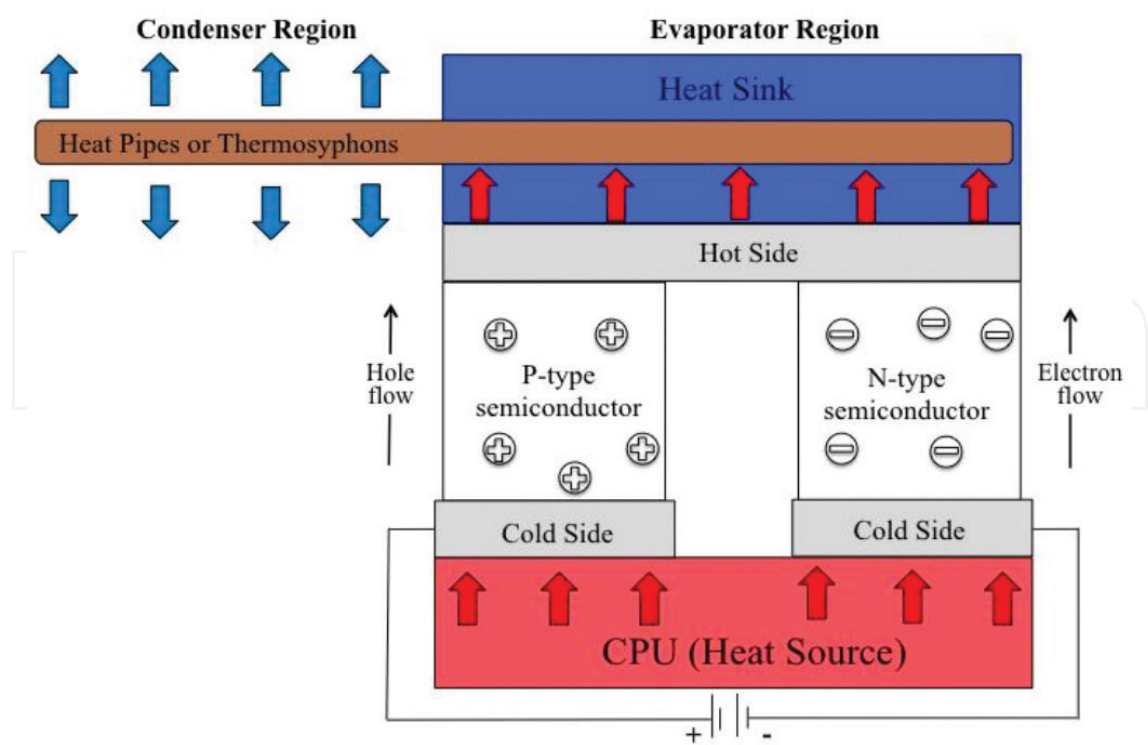 Condenser Region
Evaporator Region
Heat Sink
Heat Pipes or Thermosyphons
Hot Side
Hole
flow
P-type
semiconductor
N-type
semiconductor
Electron
flow
Cold Side
Cold Side
CPU (Heat Source)
+ -